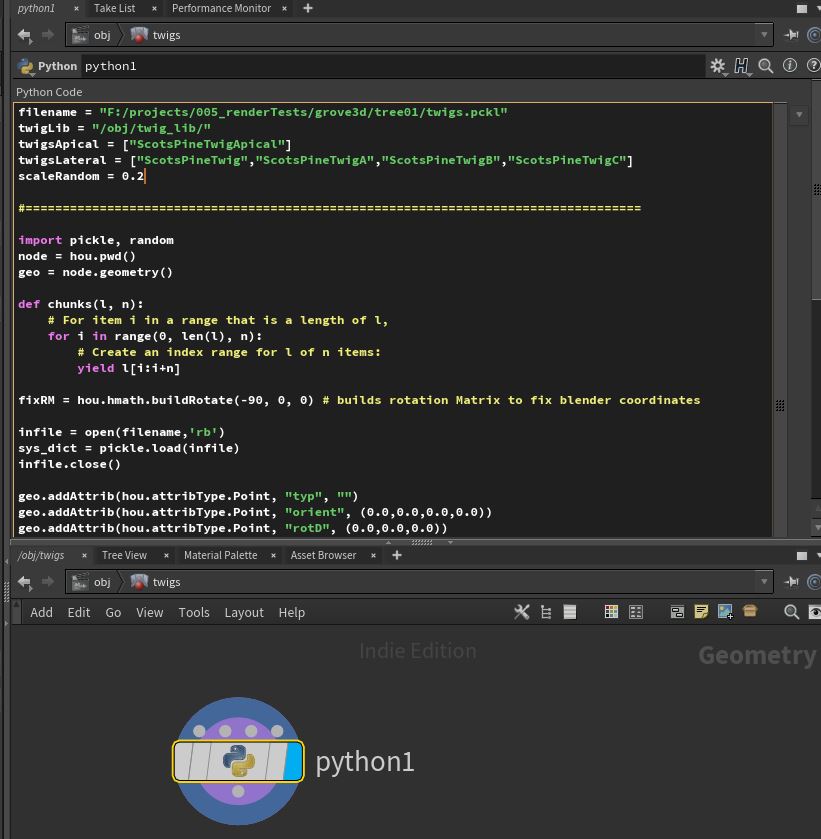 python1 Take List Performance Monitor
obj twigs
Python python1
Python Code
filename = "F:/projects/005_renderTests/grove3d/tree01/twigs.pckl"
twigLib = "/obj/twig_lib/"
twigsApical = ["ScotsPineTwigApical"]
twigsLateral = ["ScotsPineTwig","ScotsPineTwigA","ScotsPineTwigB","ScotsPineTwigC"]
scaleRandom = 0.2
#===================================================================================
import pickle, random
node = hou.pwd()
geo = node.geometry()
def chunks(l, n):
    # For item i in a range that is a length of l,
    for i in range(0, len(l), n):
        # Create an index range for l of n items:
        yield l[i:i+n]
fixRM = hou.hmath.buildRotate(-90, 0, 0) # builds rotation Matrix to fix blender coordinates
infile = open(filename,'rb')
sys_dict = pickle.load(infile)
infile.close()
geo.addAttrib(hou.attribType.Point, "typ", "")
geo.addAttrib(hou.attribType.Point, "orient", (0.0,0.0,0.0,0.0))
geo.addAttrib(hou.attribType.Point, "rotD", (0.0,0.0,0.0))
/obj/twigs Tree View Material Palette Asset Browser
obj twigs
Add Edit Go View Tools Layout Help
Indie Edition Geometry
python1